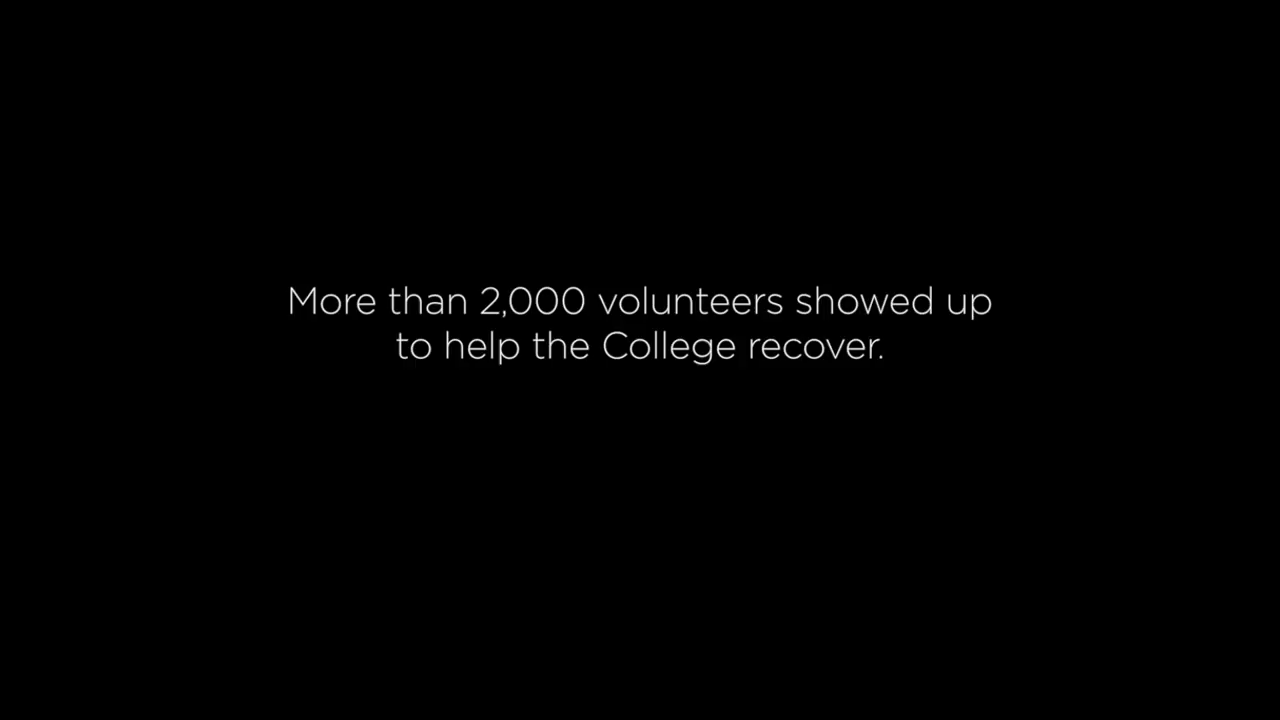 More than 2,000 volunteers showed up
to help the College recover.